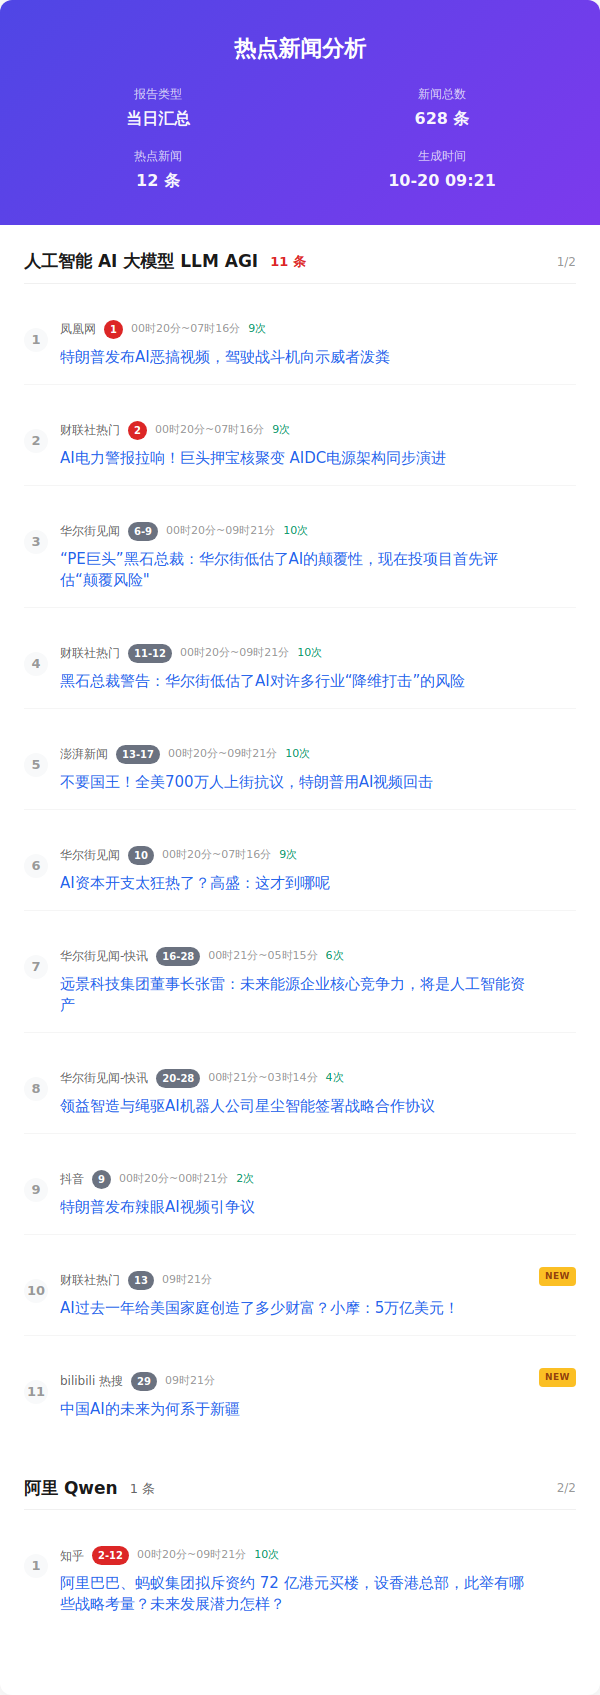 热点新闻分析
报告类型
新闻总数
当日汇总
628 条
热点新闻
生成时间
12 条
10-20 09:21
人工智能 AI 大模型 LLM AGI 11 条 1/2
1 凤凰网 1 00时20分~07时16分 9次
特朗普发布AI恶搞视频，驾驶战斗机向示威者泼粪
2 财联社热门 2 00时20分~07时16分 9次
AI电力警报拉响！巨头押宝核聚变 AIDC电源架构同步演进
3 华尔街见闻 6-9 00时20分~09时21分 10次
“PE巨头”黑石总裁：华尔街低估了AI的颠覆性，现在投项目首先评
估“颠覆风险"
4 财联社热门 11-12 00时20分~09时21分 10次
黑石总裁警告：华尔街低估了AI对许多行业“降维打击”的风险
5 澎湃新闻 13-17 00时20分~09时21分 10次
不要国王！全美700万人上街抗议，特朗普用AI视频回击
6 华尔街见闻 10 00时20分~07时16分 9次
AI资本开支太狂热了？高盛：这才到哪呢
7 华尔街见闻-快讯 16-28 00时21分~05时15分 6次
远景科技集团董事长张雷：未来能源企业核心竞争力，将是人工智能资
产
8 华尔街见闻-快讯 20-28 00时21分~03时14分 4次
领益智造与绳驱AI机器人公司星尘智能签署战略合作协议
9 抖音 9 00时20分~00时21分 2次
特朗普发布辣眼AI视频引争议
10 财联社热门 13 09时21分 NEW
AI过去一年给美国家庭创造了多少财富？小摩：5万亿美元！
11 bilibili 热搜 29 09时21分 NEW
中国AI的未来为何系于新疆
阿里 Qwen 1 条 2/2
1 知乎 2-12 00时20分~09时21分 10次
阿里巴巴、蚂蚁集团拟斥资约 72 亿港元买楼，设香港总部，此举有哪
些战略考量？未来发展潜力怎样？